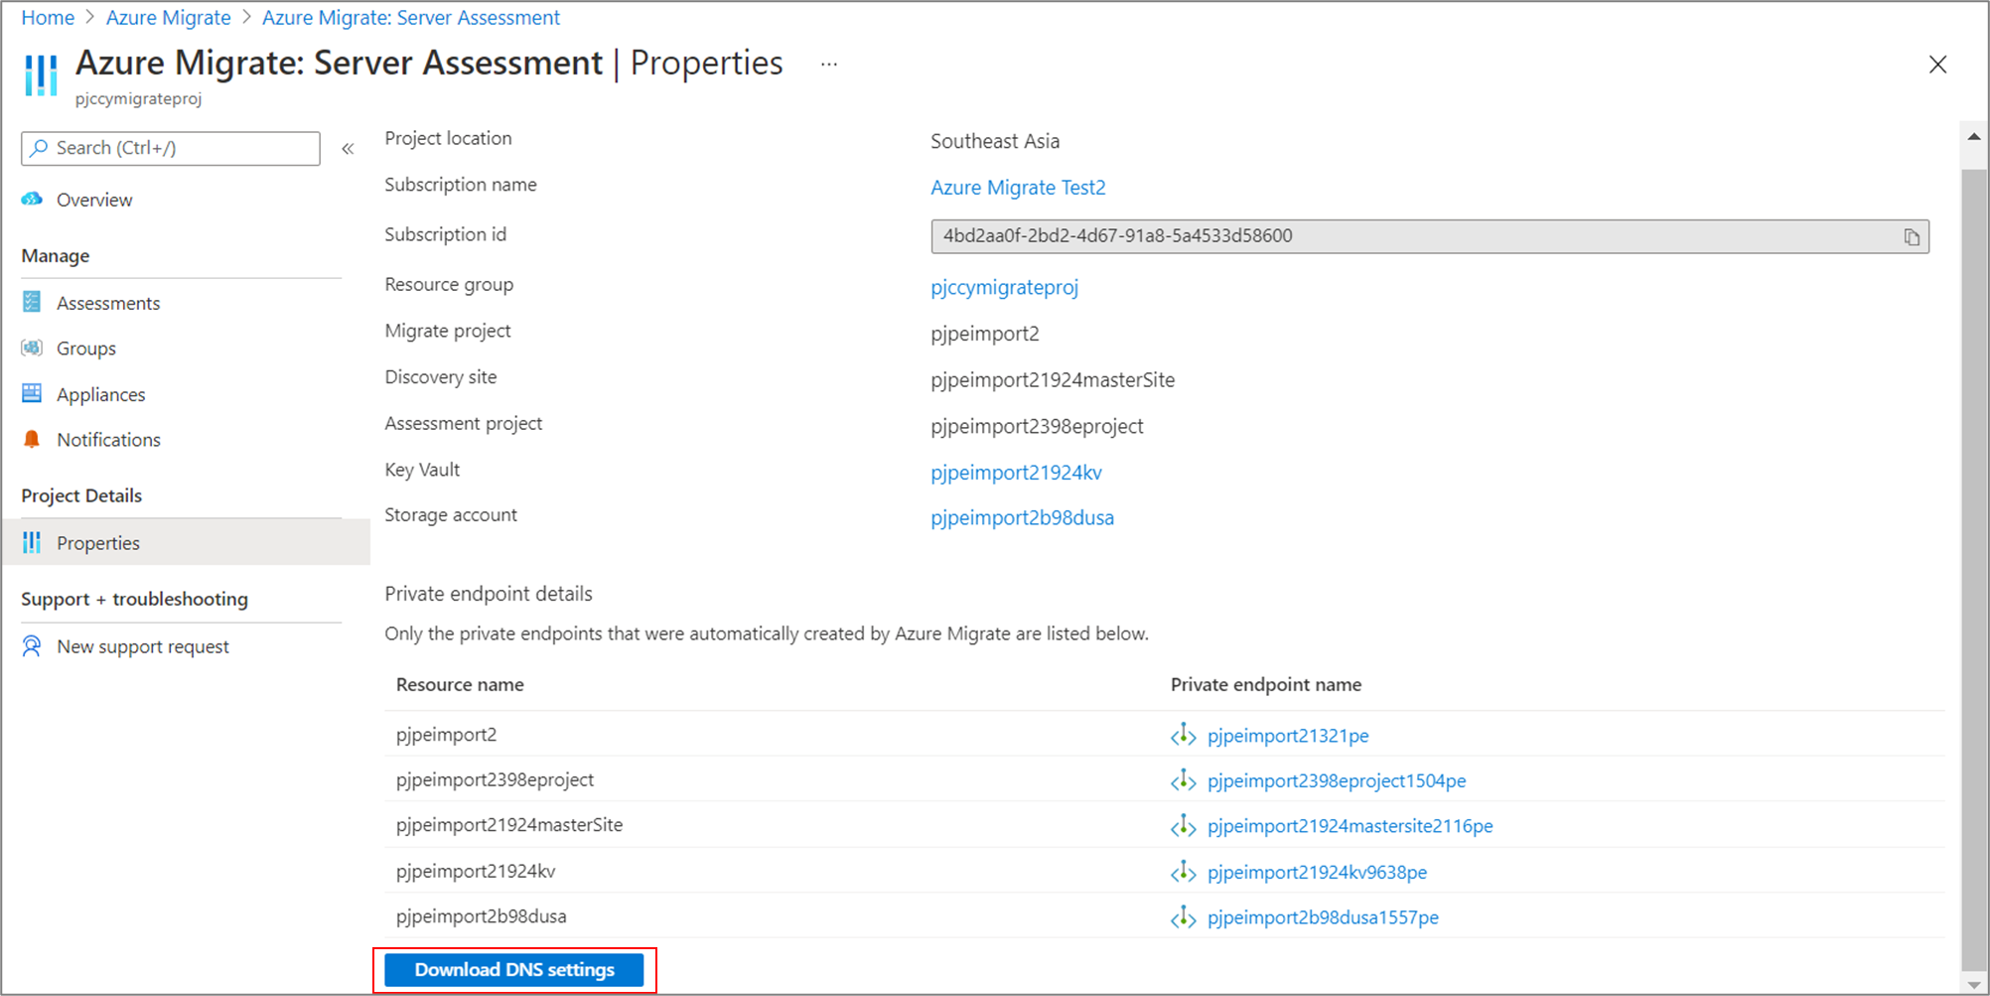 Home > Azure Migrate > Azure Migrate: Server Assessment
Azure Migrate: Server Assessment | Properties ...
pjccymigrateproj
Search (Ctrl+/) «
Overview
Manage
Assessments
Groups
Appliances
Notifications
Project Details
Properties
Support + troubleshooting
New support request
Project location Southeast Asia
Subscription name Azure Migrate Test2
Subscription id 4bd2aa0f-2bd2-4d67-91a8-5a4533d58600
Resource group pjccymigrateproj
Migrate project pjpeimport2
Discovery site pjpeimport21924masterSite
Assessment project pjpeimport2398eproject
Key Vault pjpeimport21924kv
Storage account pjpeimport2b98dusa
Private endpoint details
Only the private endpoints that were automatically created by Azure Migrate are listed below.
Resource name Private endpoint name
pjpeimport2 pjpeimport21321pe
pjpeimport2398eproject pjpeimport2398eproject1504pe
pjpeimport21924masterSite pjpeimport21924mastersite2116pe
pjpeimport21924kv pjpeimport21924kv9638pe
pjpeimport2b98dusa pjpeimport2b98dusa1557pe
Download DNS settings